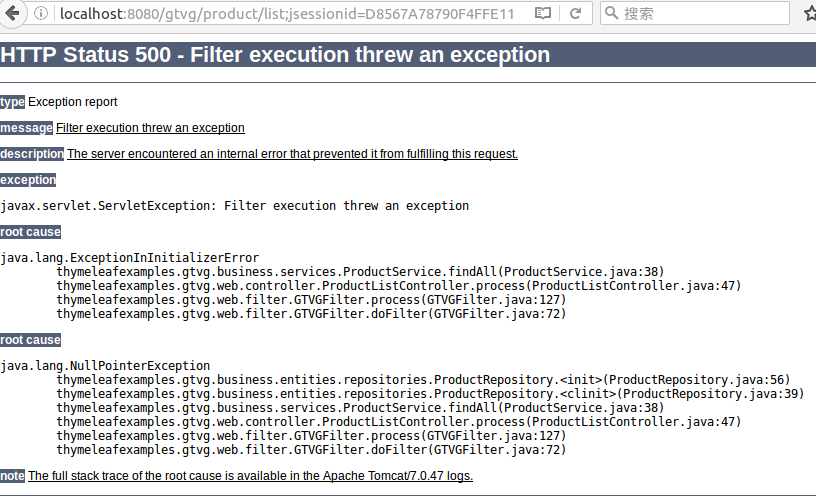 localhost:8080/gtvg/product/list;jsessionid=D8567A78790F4FFE11
搜索
HTTP Status 500 - Filter execution threw an exception
type Exception report
message Filter execution threw an exception
description The server encountered an internal error that prevented it from fulfilling this request.
exception
javax.servlet.ServletException: Filter execution threw an exception
root cause
java.lang.ExceptionInInitializerError
thymeleafexamples.gtvg.business.services.ProductService.findAll(ProductService.java:38)
thymeleafexamples.gtvg.web.controller.ProductListController.process(ProductListController.java:47)
thymeleafexamples.gtvg.web.filter.GTVGFilter.process(GTVGFilter.java:127)
thymeleafexamples.gtvg.web.filter.GTVGFilter.doFilter(GTVGFilter.java:72)
root cause
java.lang.NullPointerException
thymeleafexamples.gtvg.business.entities.repositories.ProductRepository.<init>(ProductRepository.java:56)
thymeleafexamples.gtvg.business.entities.repositories.ProductRepository.<clinit>(ProductRepository.java:39)
thymeleafexamples.gtvg.business.services.ProductService.findAll(ProductService.java:38)
thymeleafexamples.gtvg.web.controller.ProductListController.process(ProductListController.java:47)
thymeleafexamples.gtvg.web.filter.GTVGFilter.process(GTVGFilter.java:127)
thymeleafexamples.gtvg.web.filter.GTVGFilter.doFilter(GTVGFilter.java:72)
note The full stack trace of the root cause is available in the Apache Tomcat/7.0.47 logs.